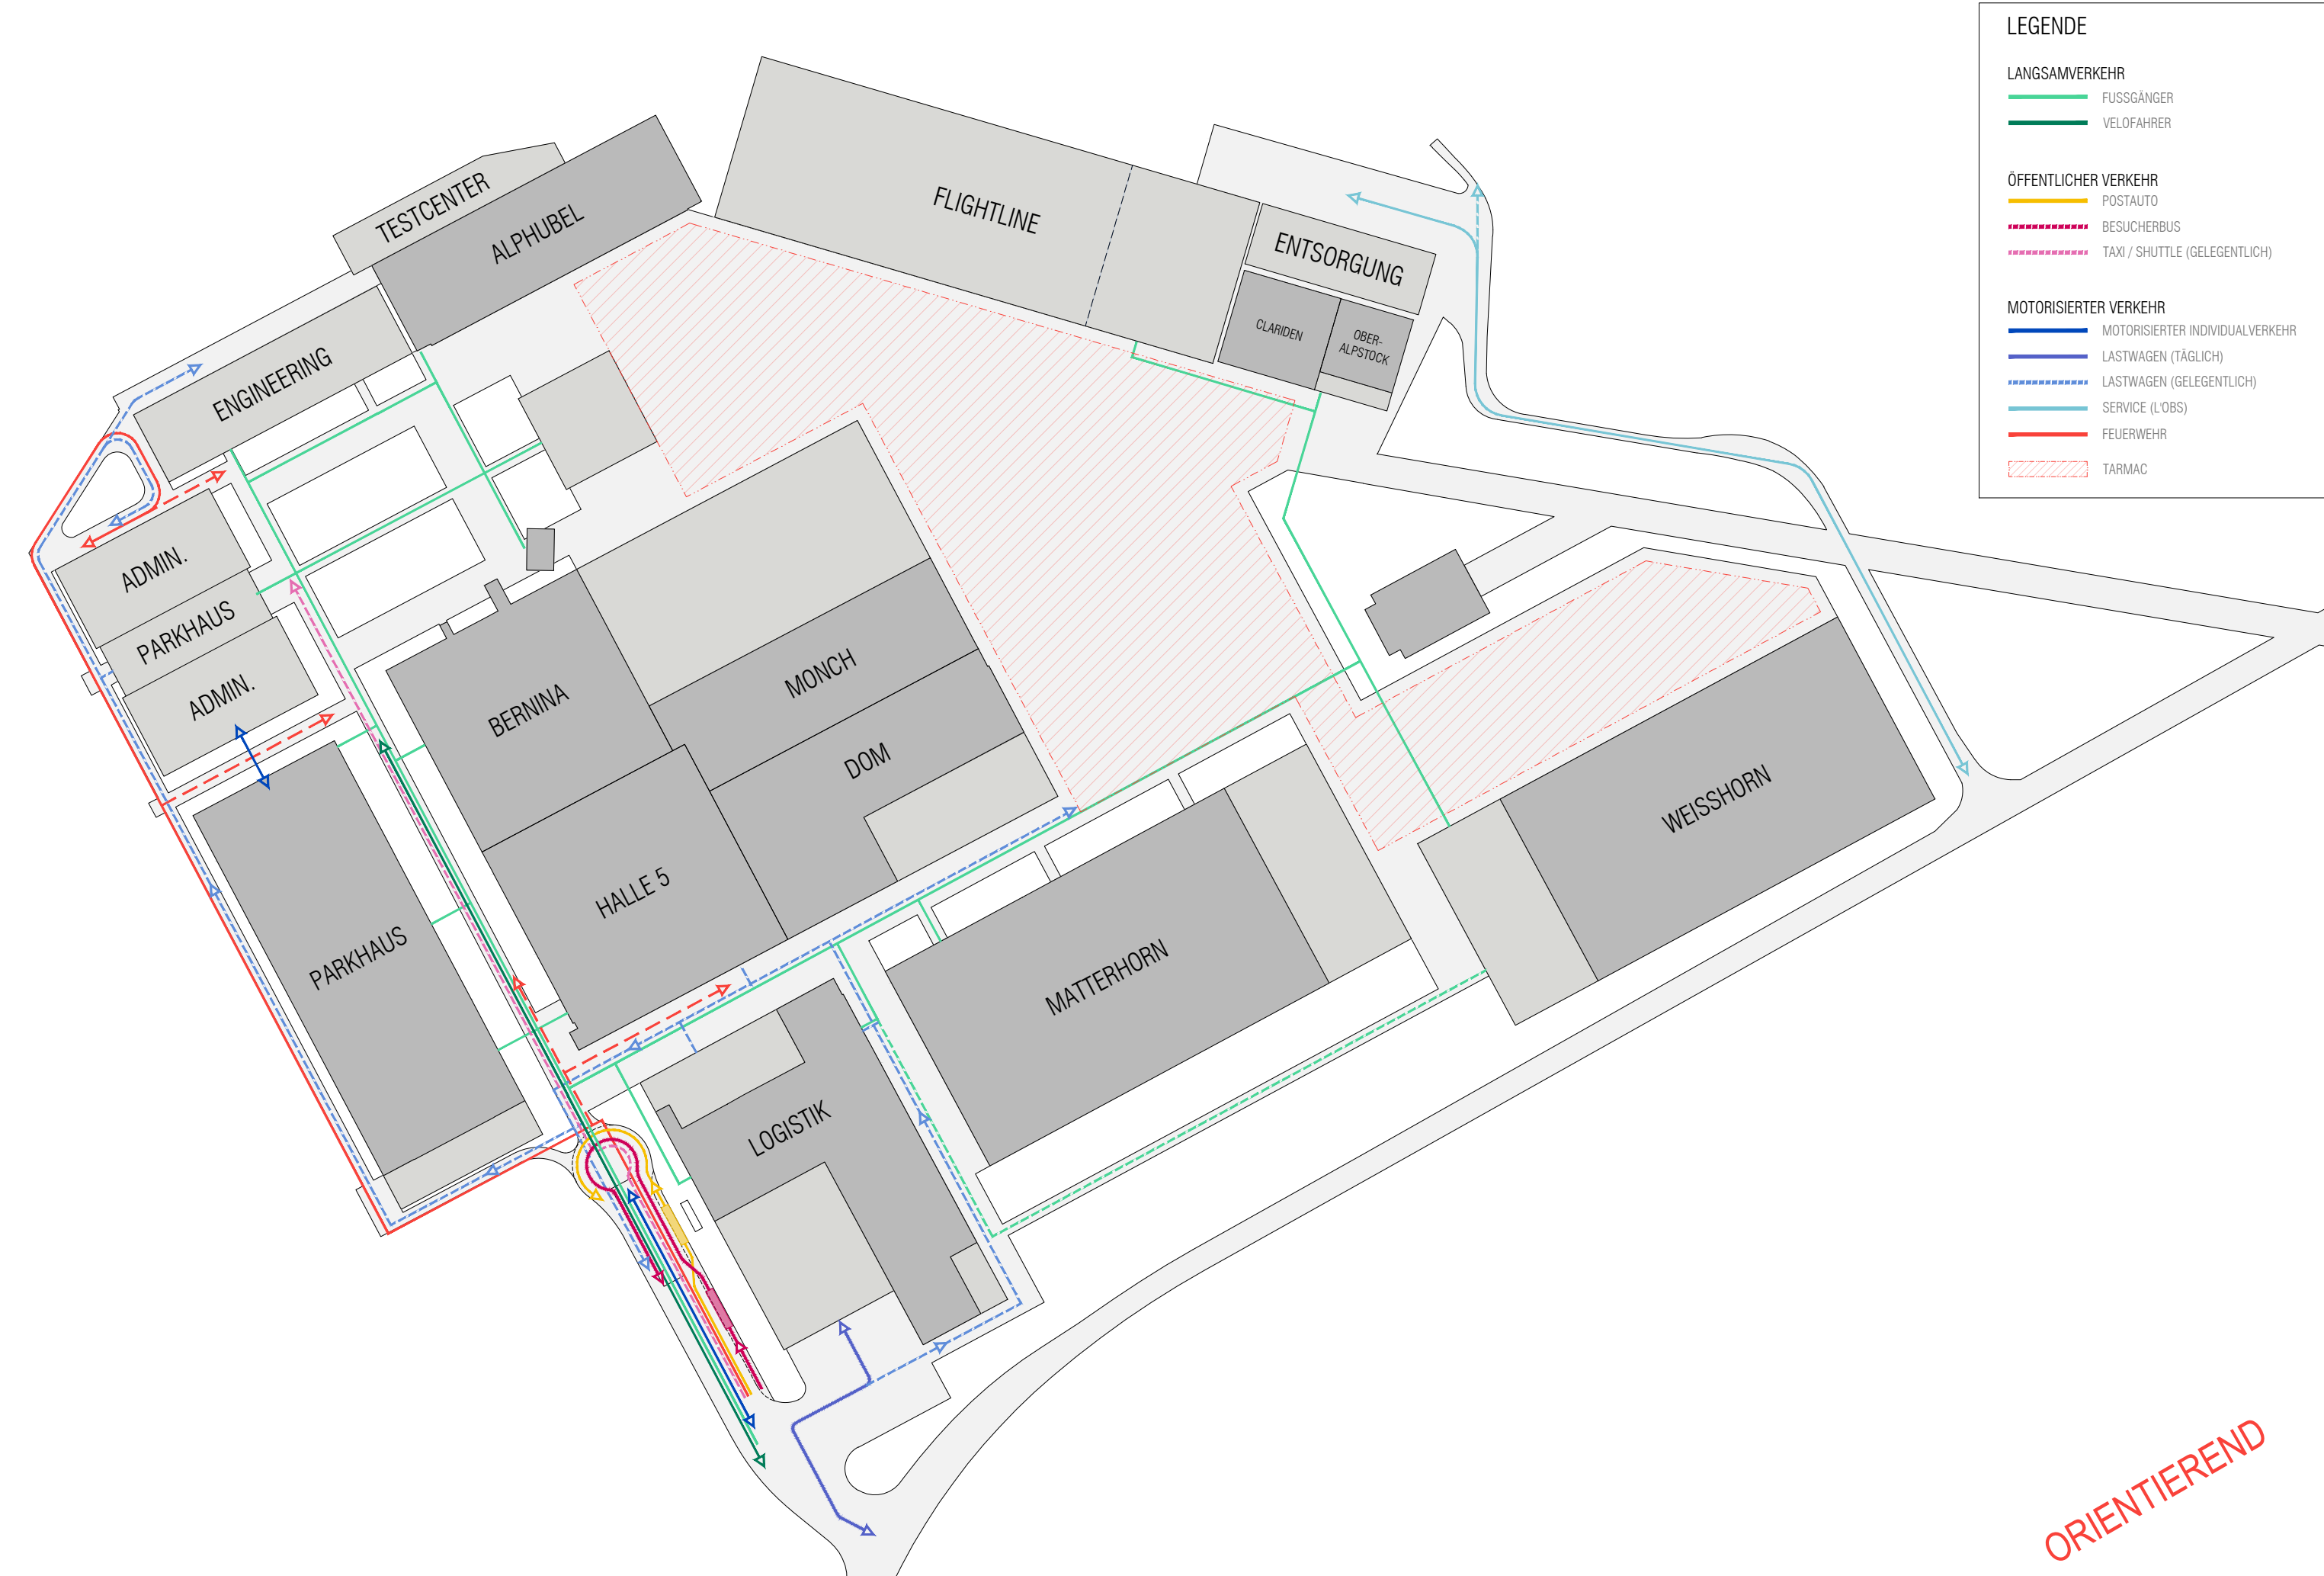 LEGENDE
LANGSAMVERKEHR
FUSSGÄNGER
VELOFAHRER
ÖFFENTLICHER VERKEHR
POSTAUTO
BESUCHERBUS
TAXI / SHUTTLE (GELEGENTLICH)
MOTORISIERTER VERKEHR
MOTORISIERTER INDIVIDUALVERKEHR
LASTWAGEN (TÄGLICH)
LASTWAGEN (GELEGENTLICH)
SERVICE (L'OBS)
FEUERWEHR
TARMAC
TESTCENTER
ALPHUBEL
FLIGHTLINE
ENTSORGUNG
CLARIDEN
OBER-
ALPSTOCK
ENGINEERING
ADMIN.
PARKHAUS
ADMIN.
BERNINA
MONCH
DOM
HALLE 5
PARKHAUS
WEISSHORN
MATTERHORN
LOGISTIK
ORIENTIEREND